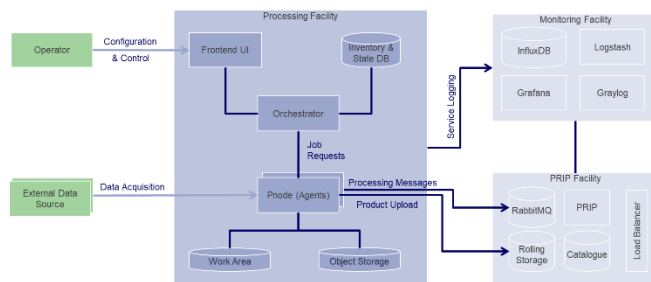 Processing Facility
Monitoring Facility
Operator
Configuration
& Control
Frontend UI
Inventory &
State DB
InfluxDB
Logstash
Grafana
Graylog
Service Logging
Orchestrator
Job
Requests
External Data
Source
Data Acquisition
Pnode (Agents)
Processing Messages
Product Upload
PRIP Facility
RabbitMQ
PRIP
Load Balancer
Rolling
Storage
Catalogue
Work Area
Object Storage